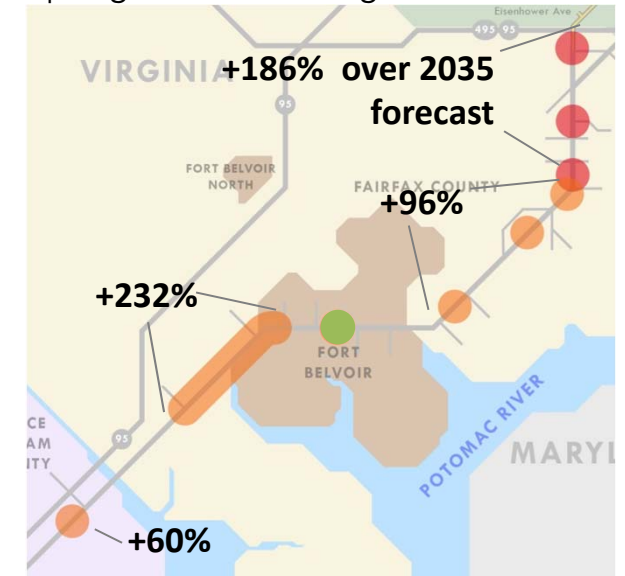 Eisenhower Ave
495 95
VIRGINIA
+186% over 2035
forecast
95
FORT BELVOIR
NORTH
FAIRFAX COUNTY
+96%
+232%
FORT
BELVOIR
POTOMAC RIVER
MARYL
CE
AM
ITY
95
+60%